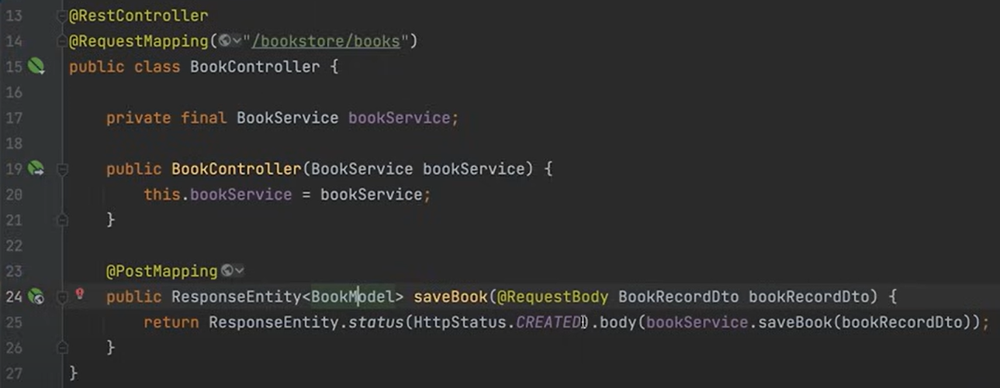 13 @RestController
14 @RequestMapping("/bookstore/books")
15 public class BookController {
16
17 private final BookService bookService;
18
19 public BookController(BookService bookService) {
20 this.bookService = bookService;
21 }
22
23 @PostMapping
24 public ResponseEntity<BookModel> saveBook(@RequestBody BookRecordDto bookRecordDto) {
25 return ResponseEntity.status(HttpStatus.CREATED).body(bookService.saveBook(bookRecordDto));
26 }
27 }